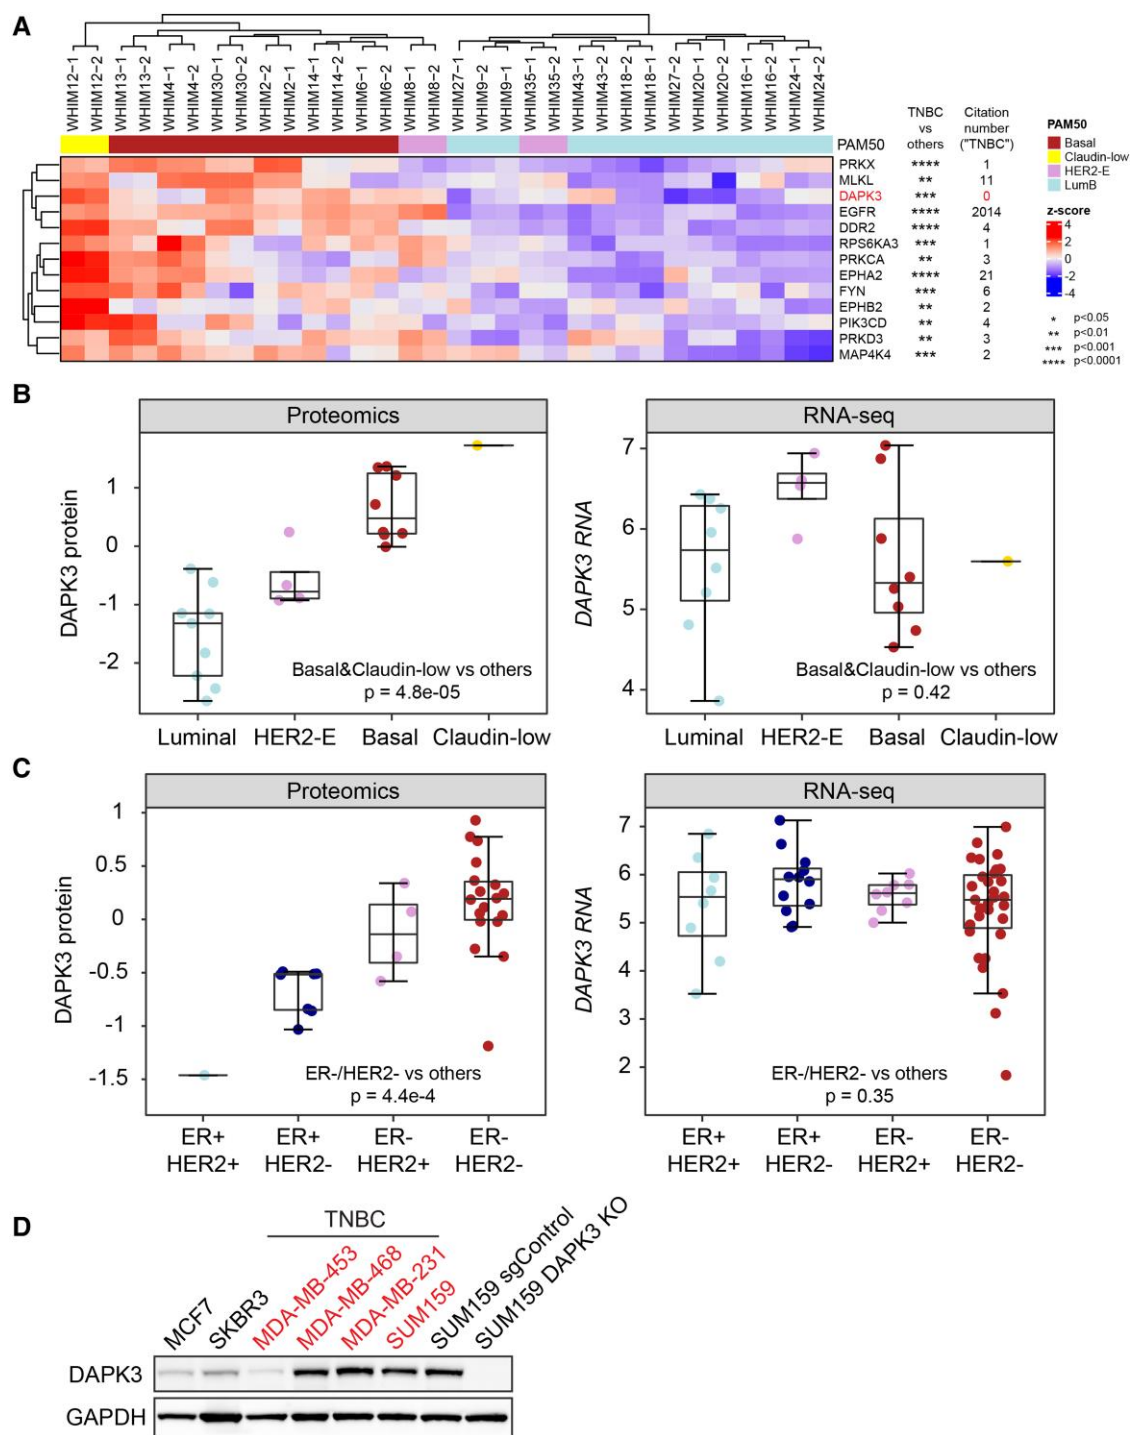 A
WHIM12-1
WHIM12-2
WHIM13-1
WHIM13-2
WHIM4-1
WHIM4-2
WHIM30-1
WHIM30-2
WHIM2-2
WHIM2-1
WHIM14-1
WHIM14-2
WHIM6-1
WHIM6-2
WHIM8-1
WHIM8-2
WHIM27-1
WHIM9-2
WHIM9-1
WHIM35-1
WHIM35-2
WHIM43-1
WHIM43-2
WHIM18-2
WHIM18-1
WHIM27-2
WHIM20-1
WHIM20-2
WHIM16-1
WHIM16-2
WHIM24-1
WHIM24-2
TNBC
vs
others
Citation
number
("TNBC")
PAM50
PRKX **** 1
MLKL ** 11
DAPK3 *** 0
EGFR **** 2014
DDR2 **** 4
RPS6KA3 *** 1
PRKCA ** 3
EPHA2 **** 21
FYN *** 6
EPHB2 ** 2
PIK3CD ** 4
PRKD3 ** 3
MAP4K4 *** 2
PAM50
Basal
Claudin-low
HER2-E
LumB
z-score
4
2
0
-2
-4
* p<0.05
** p<0.01
*** p<0.001
**** p<0.0001
B
Proteomics
DAPK3 protein
1
0
-1
-2
Basal&Claudin-low vs others
p = 4.8e-05
Luminal HER2-E Basal Claudin-low
RNA-seq
DAPK3 RNA
7
6
5
4
Basal&Claudin-low vs others
p = 0.42
Luminal HER2-E Basal Claudin-low
C
Proteomics
DAPK3 protein
1
0.5
0
-0.5
-1
-1.5
ER-/HER2- vs others
p = 4.4e-4
ER+ ER+ ER- ER-
HER2+ HER2- HER2+ HER2-
RNA-seq
DAPK3 RNA
7
6
5
4
3
2
ER-/HER2- vs others
p = 0.35
ER+ ER+ ER- ER-
HER2+ HER2- HER2+ HER2-
D
TNBC
MCF7
SKBR3
MDA-MB-453
MDA-MB-468
MDA-MB-231
SUM159
SUM159 sgControl
SUM159 DAPK3 KO
DAPK3
GAPDH